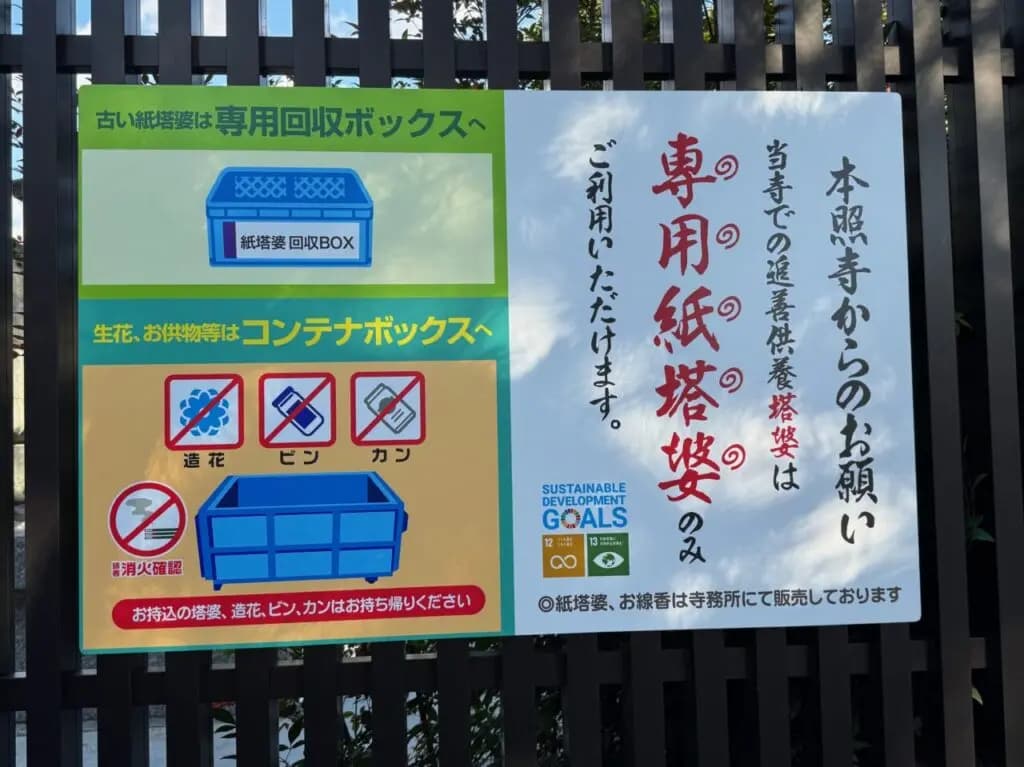 古い紙塔婆は専用回収ボックスへ
紙塔婆 回収BOX
生花、お供物等はコンテナボックスへ
造花
ビン
カン
線香
消火確認
お持込の塔婆、造花、ビン、カンはお持ち帰りください
本照寺からのお願い
当寺での追善供養塔婆は
専用紙塔婆のみ
ご利用いただけます。
SUSTAINABLE
DEVELOPMENT
GOALS
12
13
◎紙塔婆、お線香は寺務所にて販売しております